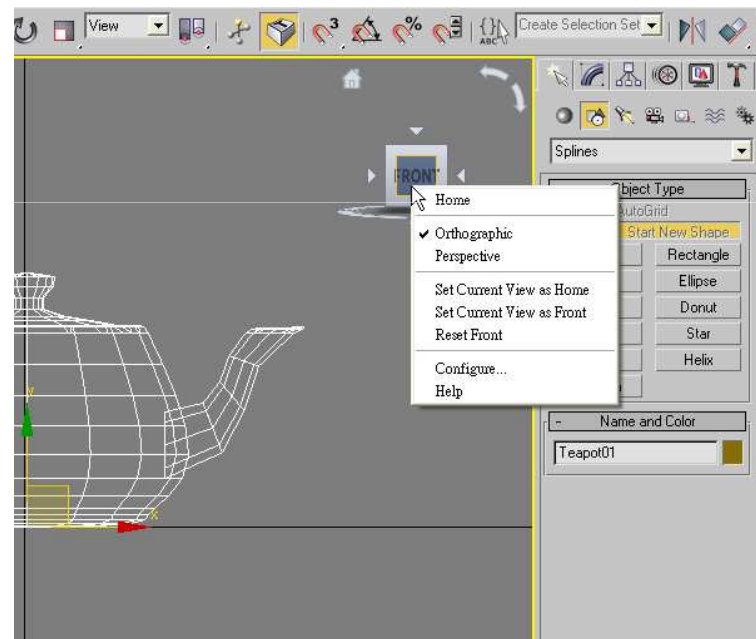 View
3
%
{}
ABC
Create Selection Set
Splines
FRONT
Object Type
AutoGrid
Start New Shape
Home
Orthographic
Perspective
Set Current View as Home
Set Current View as Front
Reset Front
Configure...
Help
Rectangle
Ellipse
Donut
Star
Helix
- Name and Color
Teapot01
x